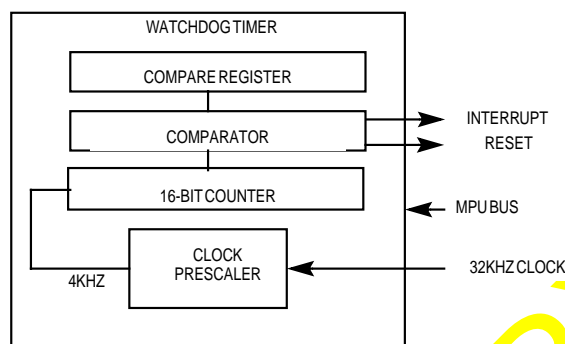 WATCHDOG TIMER
COMPARE REGISTER
COMPARATOR
INTERRUPT
RESET
16-BIT COUNTER
MPU BUS
CLOCK
PRESCALER
4KHZ
32KHZ CLOCK